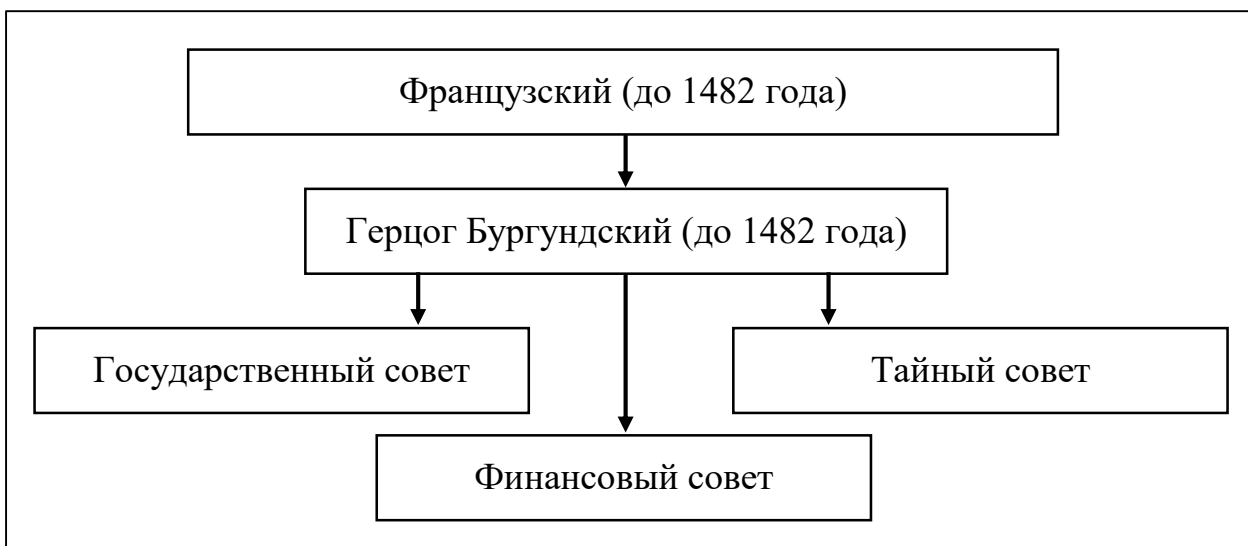 Французский (до 1482 года)
Герцог Бургундский (до 1482 года)
Государственный совет
Тайный совет
Финансовый совет